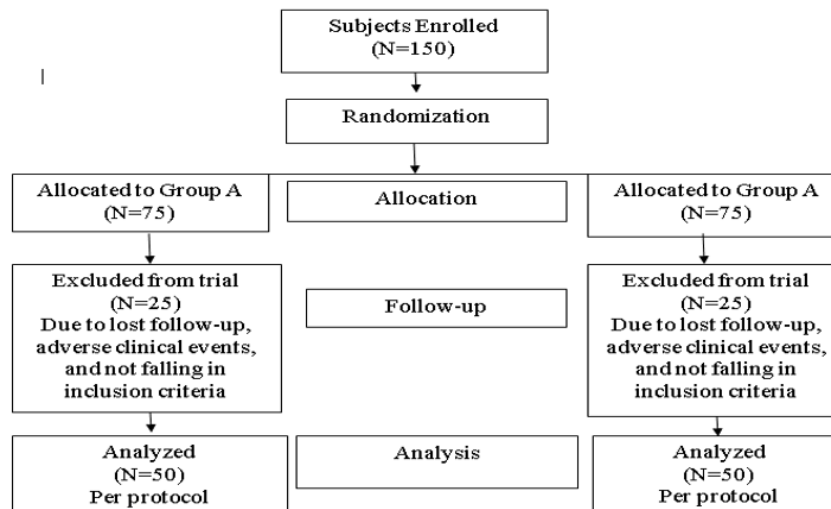 Subjects Enrolled
(N=150)
Randomization
Allocated to Group A
(N=75)
Allocation
Allocated to Group A
(N=75)
Excluded from trial
(N=25)
Due to lost follow-up,
adverse clinical events,
and not falling in
inclusion criteria
Follow-up
Excluded from trial
(N=25)
Due to lost follow-up,
adverse clinical events,
and not falling in
inclusion criteria
Analyzed
(N=50)
Per protocol
Analysis
Analyzed
(N=50)
Per protocol